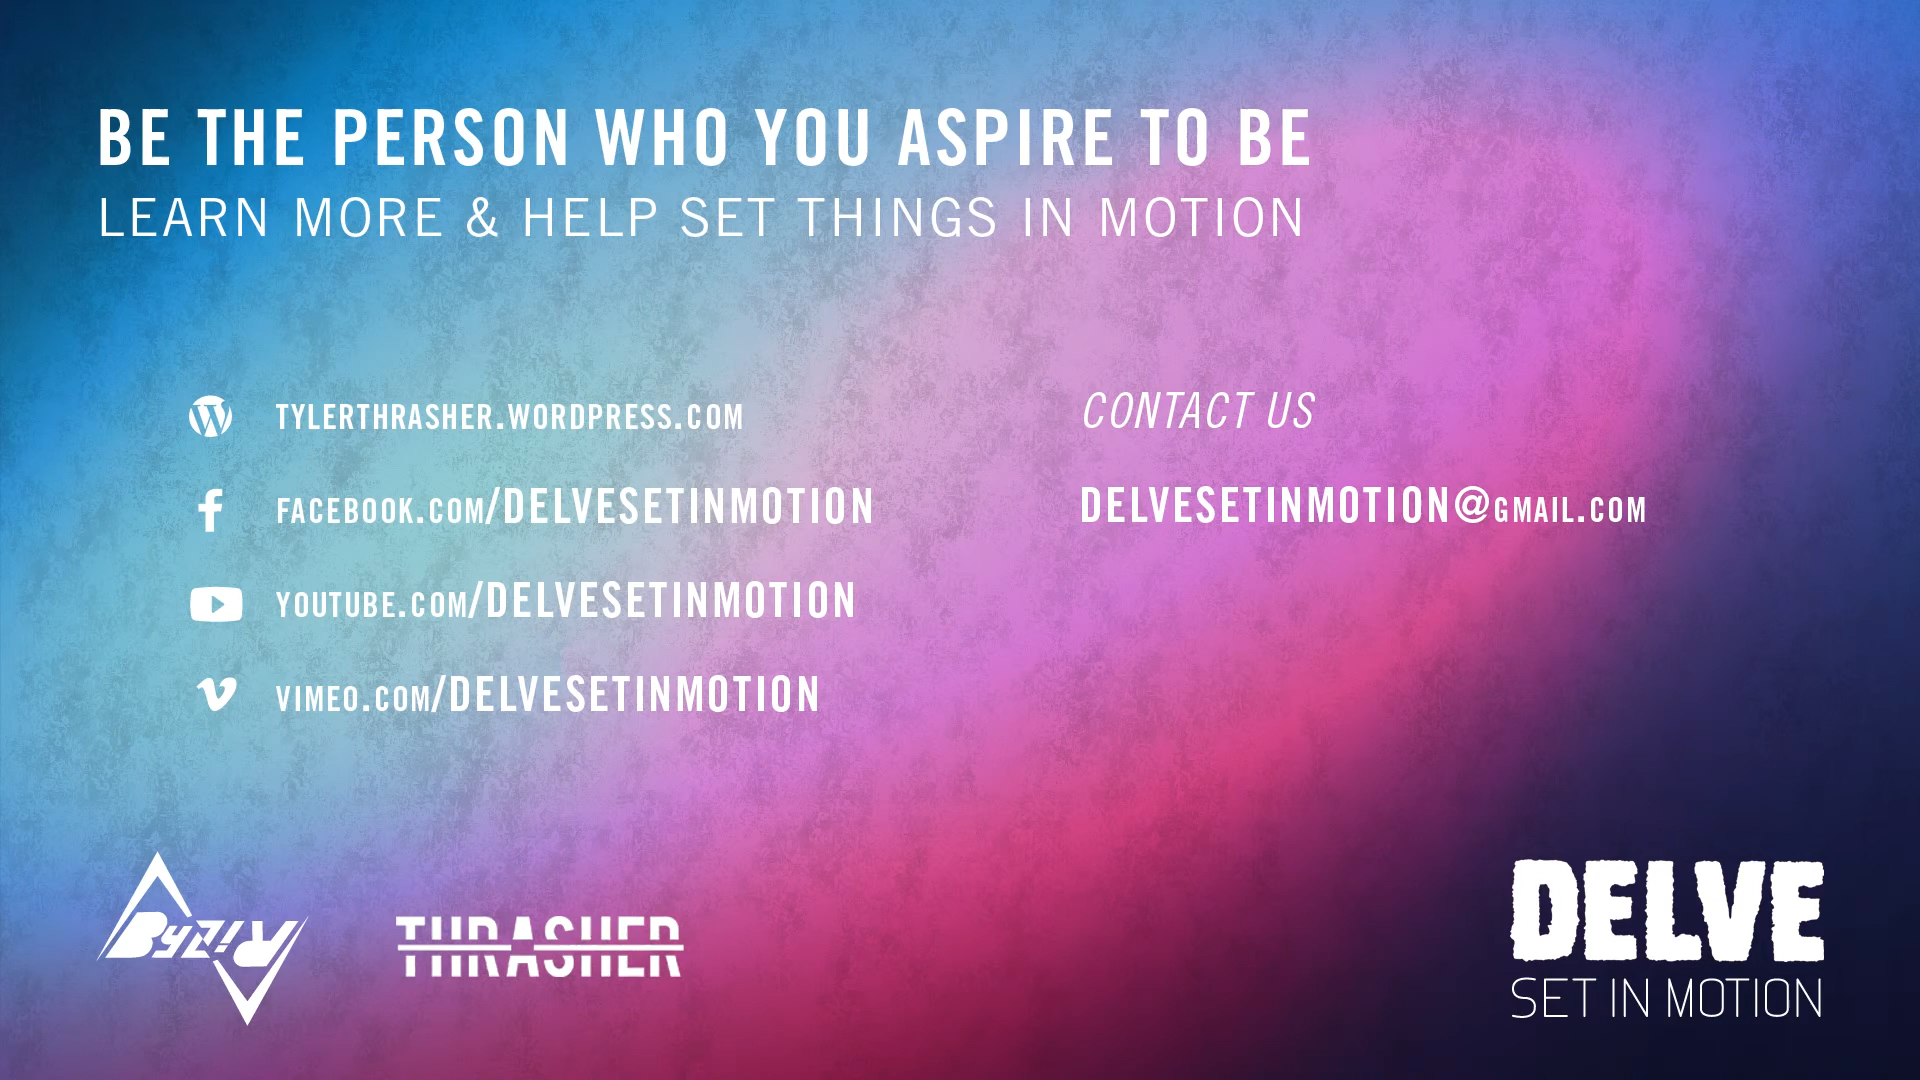 BE THE PERSON WHO YOU ASPIRE TO BE
LEARN MORE & HELP SET THINGS IN MOTION
TYLERTHRASHER.WORDPRESS.COM
FACEBOOK.COM/DELVESETINMOTION
YOUTUBE.COM/DELVESETINMOTION
VIMEO.COM/DELVESETINMOTION
CONTACT US
DELVESETINMOTION@GMAIL.COM
THRASHER
DELVE
SET IN MOTION